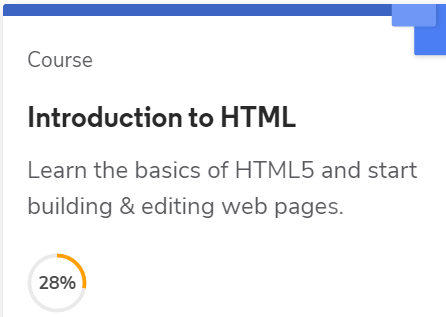 Course
Introduction to HTML
Learn the basics of HTML5 and start
building & editing web pages.
28%